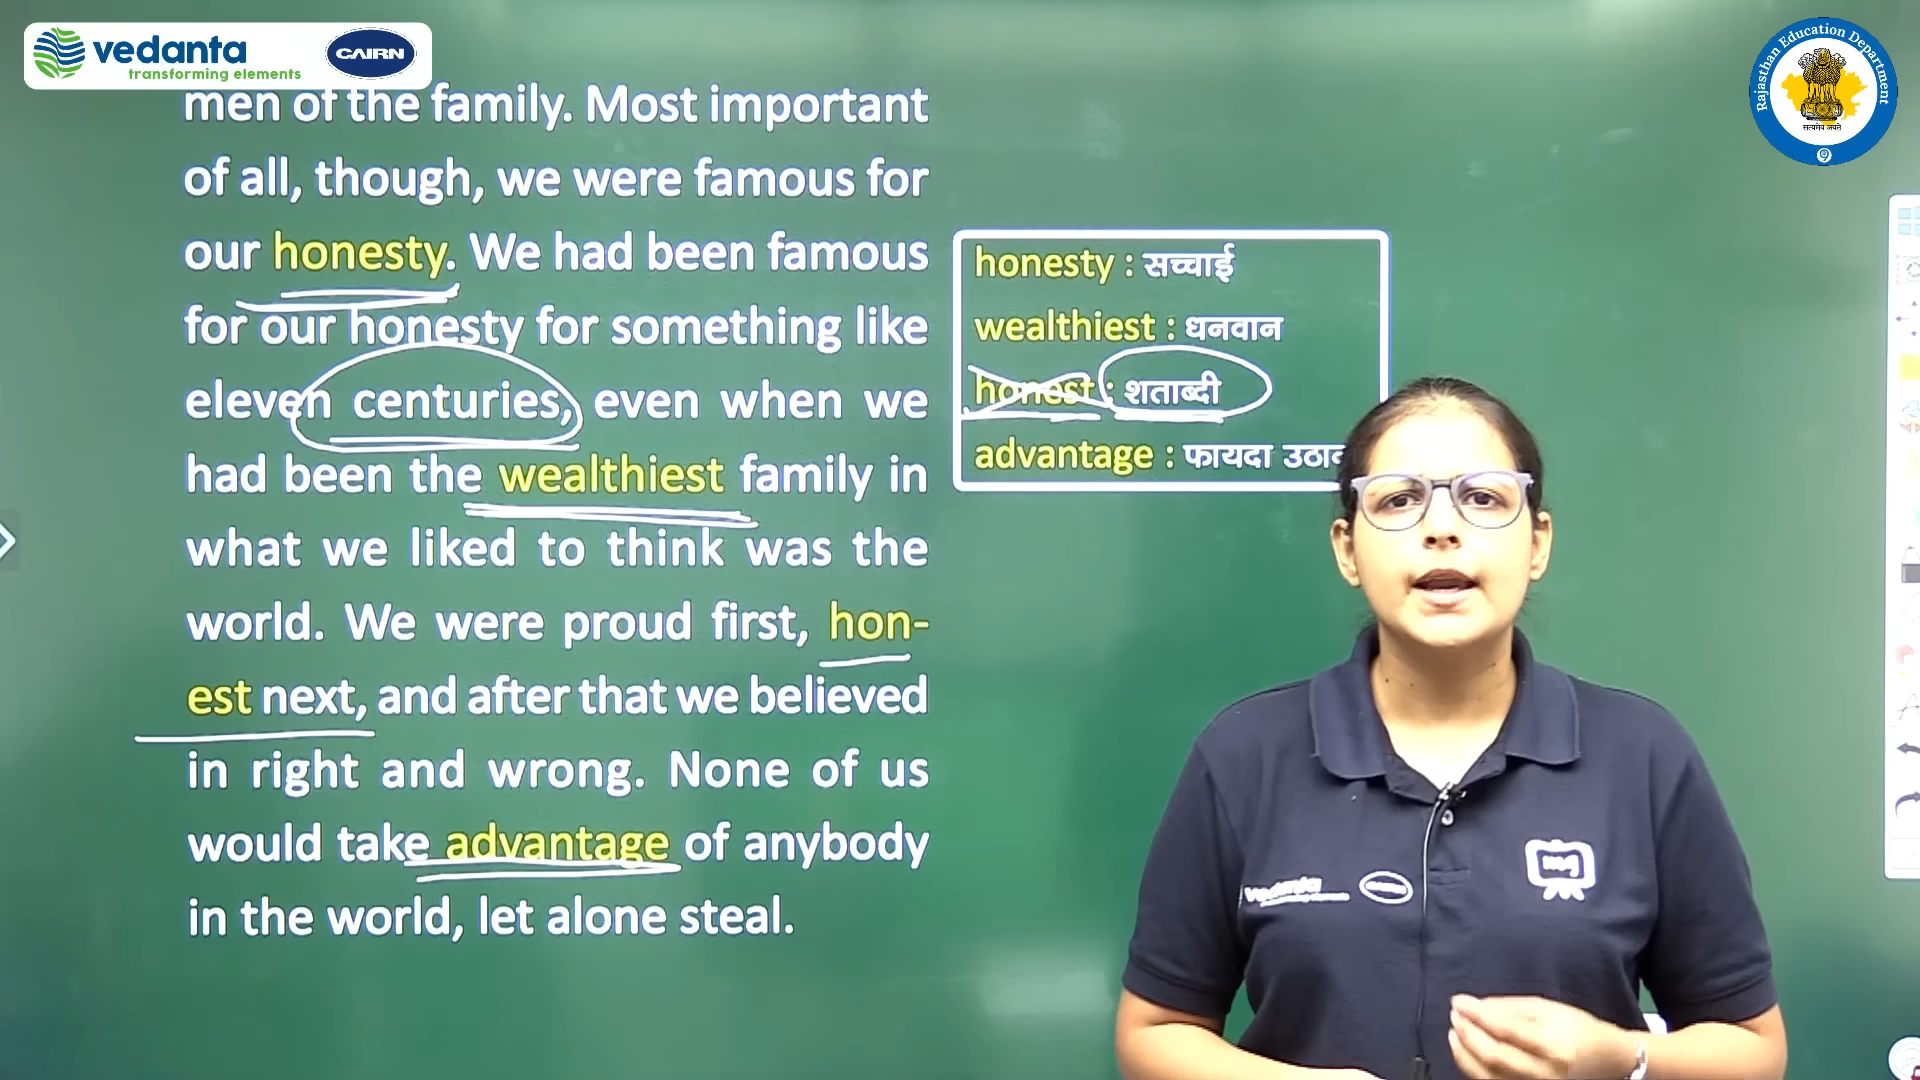 vedanta
transforming elements
CAIRN
Rajasthan Education Department
सत्यमेव जयते
men of the family. Most important
of all, though, we were famous for
our honesty. We had been famous
for our honesty for something like
eleven centuries, even when we
had been the wealthiest family in
what we liked to think was the
world. We were proud first, hon-
est next, and after that we believed
in right and wrong. None of us
would take advantage of anybody
in the world, let alone steal.
honesty : सच्चाई
wealthiest : धनवान
honest : शताब्दी
advantage : फायदा
vedanta